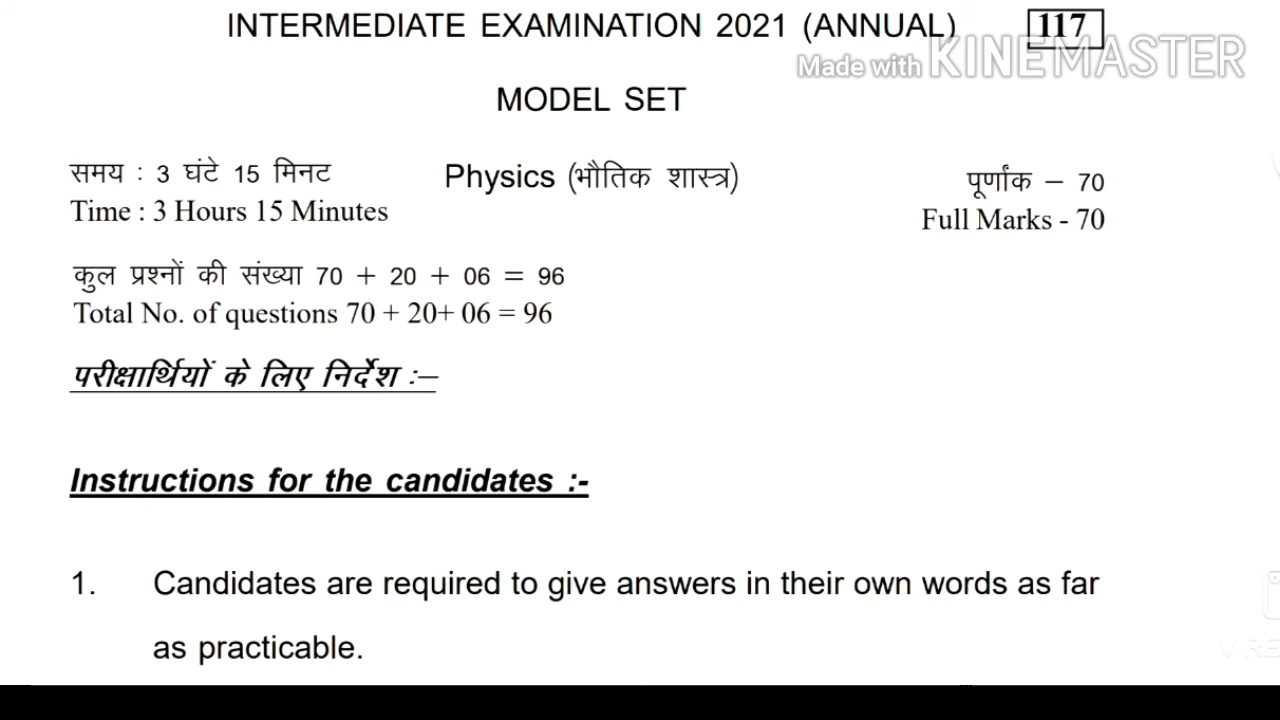 INTERMEDIATE EXAMINATION 2021 (ANNUAL) 117
Made with KINEMASTER
MODEL SET
समय : 3 घंटे 15 मिनट Physics (भौतिक शास्त्र) पूर्णांक – 70
Time : 3 Hours 15 Minutes Full Marks - 70
कुल प्रश्नों की संख्या 70 + 20 + 06 = 96
Total No. of questions 70 + 20+ 06 = 96
परीक्षार्थियों के लिए निर्देश :–
Instructions for the candidates :-
1. Candidates are required to give answers in their own words as far
as practicable.